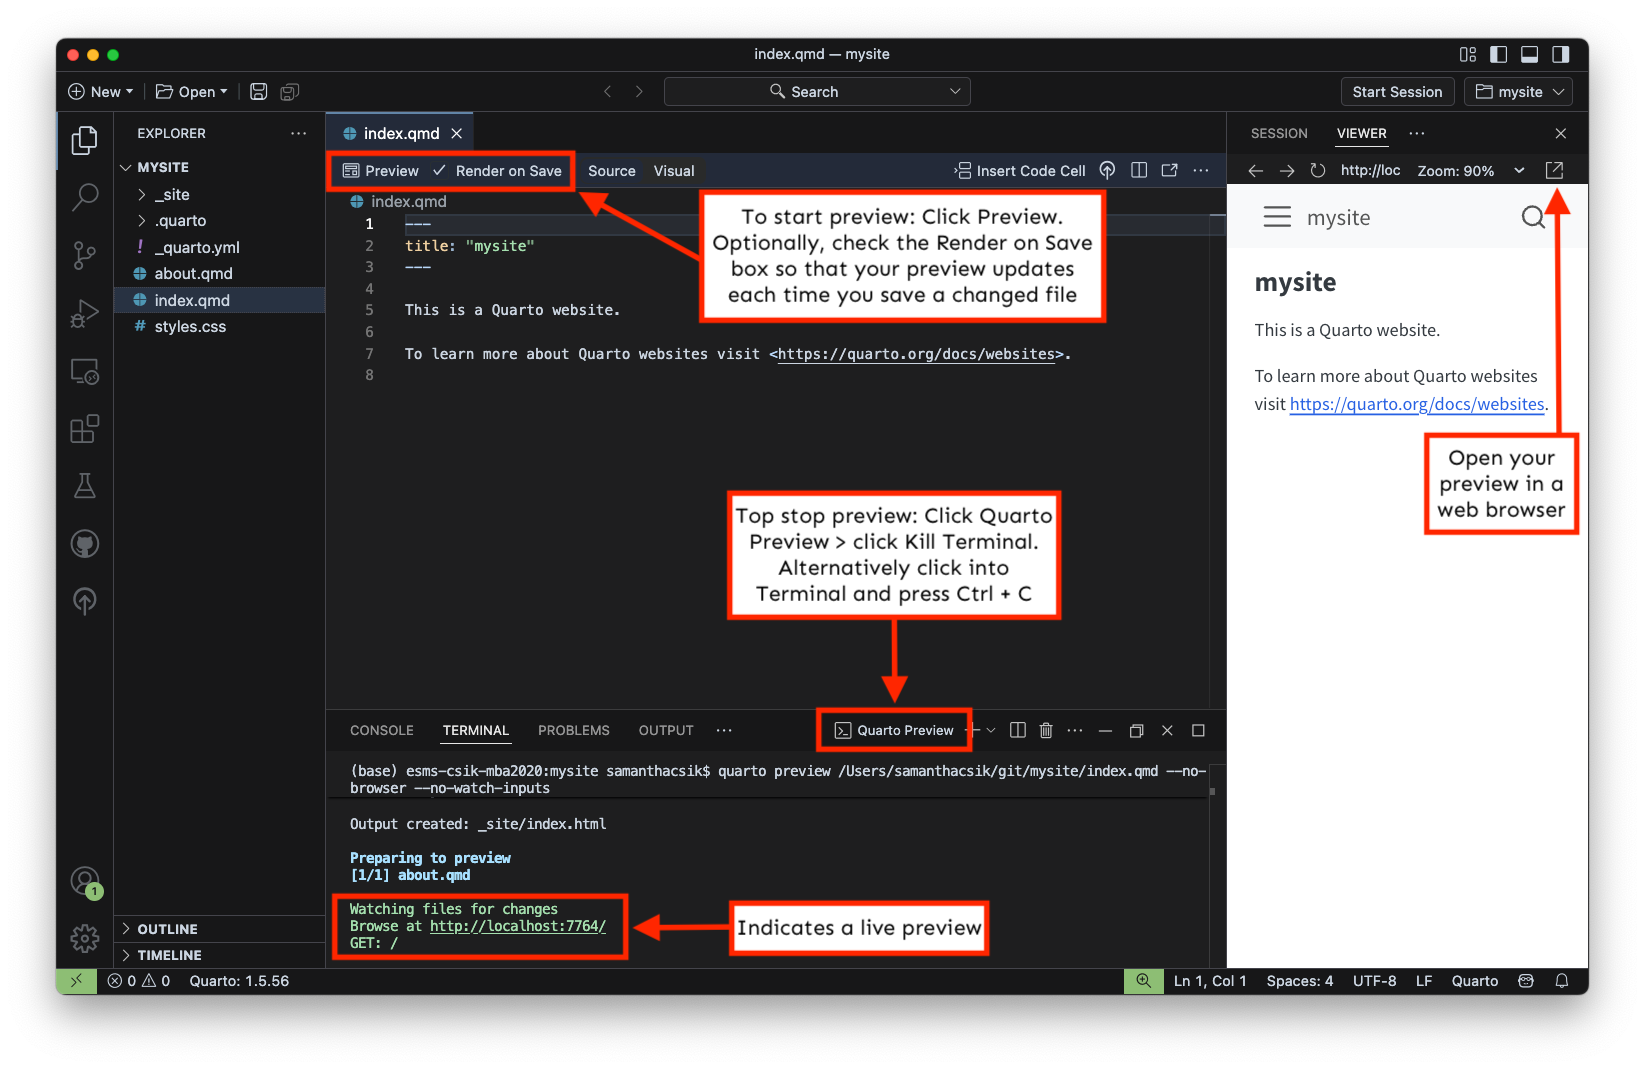 index.qmd — mysite
New
Open
Search
Start Session
mysite
EXPLORER
MYSITE
_site
.quarto
! _quarto.yml
about.qmd
index.qmd
# styles.css
OUTLINE
TIMELINE
index.qmd
Preview
Render on Save
Source
Visual
Insert Code Cell
index.qmd
1 ---
2 title: "mysite"
3 ---
4
5 This is a Quarto website.
6
7 To learn more about Quarto websites visit <https://quarto.org/docs/websites>.
8
To start preview: Click Preview.
Optionally, check the Render on Save
box so that your preview updates
each time you save a changed file
Top stop preview: Click Quarto
Preview > click Kill Terminal.
Alternatively click into
Terminal and press Ctrl + C
SESSION
VIEWER
http://loc
Zoom: 90%
mysite
mysite
This is a Quarto website.
To learn more about Quarto websites
visit https://quarto.org/docs/websites.
Open your
preview in a
web browser
CONSOLE
TERMINAL
PROBLEMS
OUTPUT
Quarto Preview
(base) esms-csik-mba2020:mysite samanthacsik$ quarto preview /Users/samanthacsik/git/mysite/index.qmd --no-
browser --no-watch-inputs
Output created: _site/index.html
Preparing to preview
[1/1] about.qmd
Watching files for changes
Browse at http://localhost:7764/
GET: /
Indicates a live preview
1
0
0
Quarto: 1.5.56
Ln 1, Col 1
Spaces: 4
UTF-8
LF
Quarto